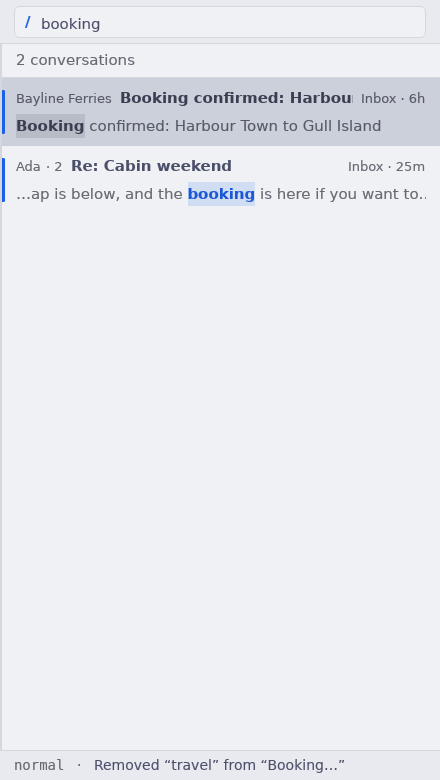 / booking
2 conversations
Bayline Ferries Booking confirmed: Harbou Inbox · 6h
Booking confirmed: Harbour Town to Gull Island
Ada · 2 Re: Cabin weekend Inbox · 25m
…ap is below, and the booking is here if you want to..
normal · Removed “travel” from “Booking…”